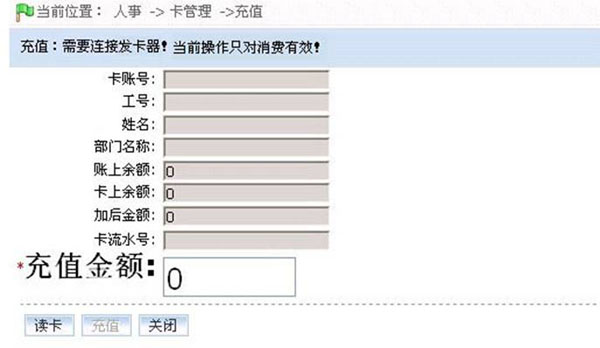 当前位置： 人事 -> 卡管理 ->充值
充值：需要连接发卡器！当前操作只对消费有效！
卡账号：
工号：
姓名：
部门名称：
账上余额： 0
卡上余额： 0
加后金额： 0
卡流水号：
*充值金额： 0
读卡 充值 关闭